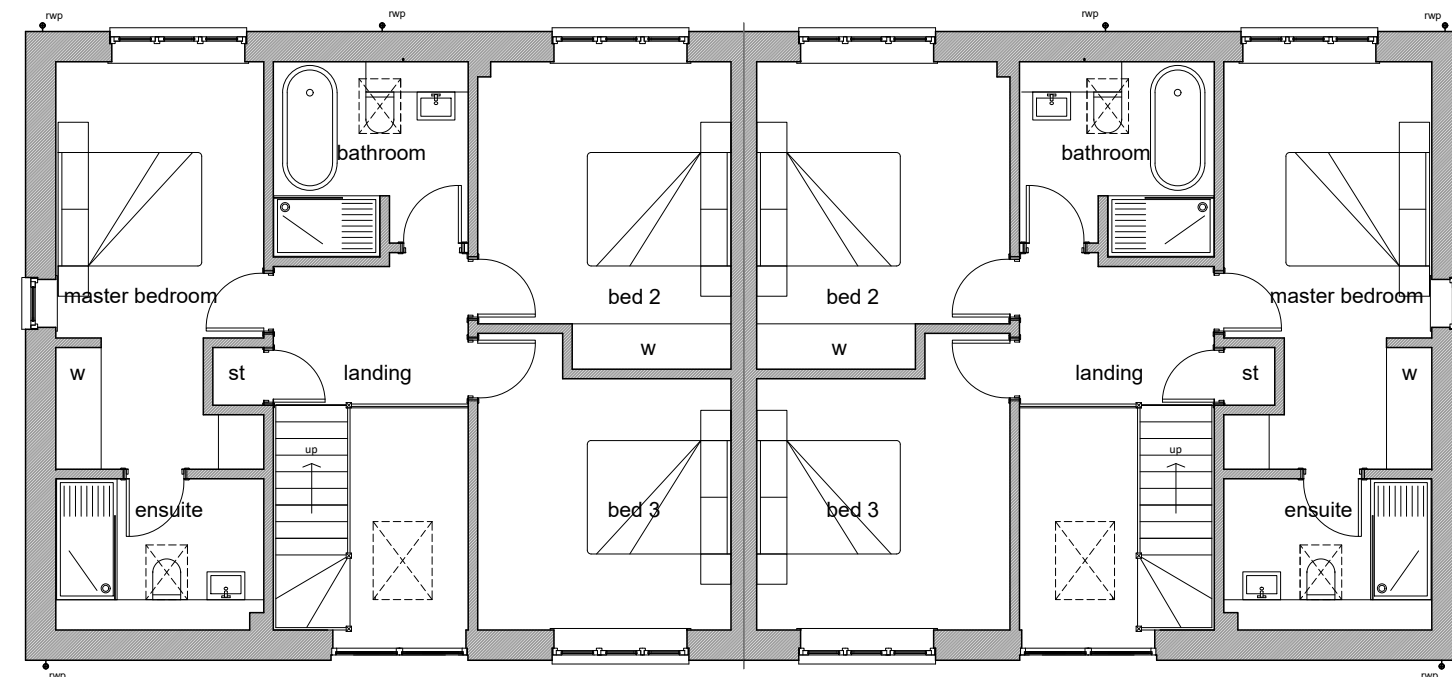 rwp
rwp
rwp
rwp
bathroom
bathroom
master bedroom
bed 2
bed 2
master bedroom
w
w
w
st
landing
landing
st
w
up
up
ensuite
bed 3
bed 3
ensuite
rwp
rwp